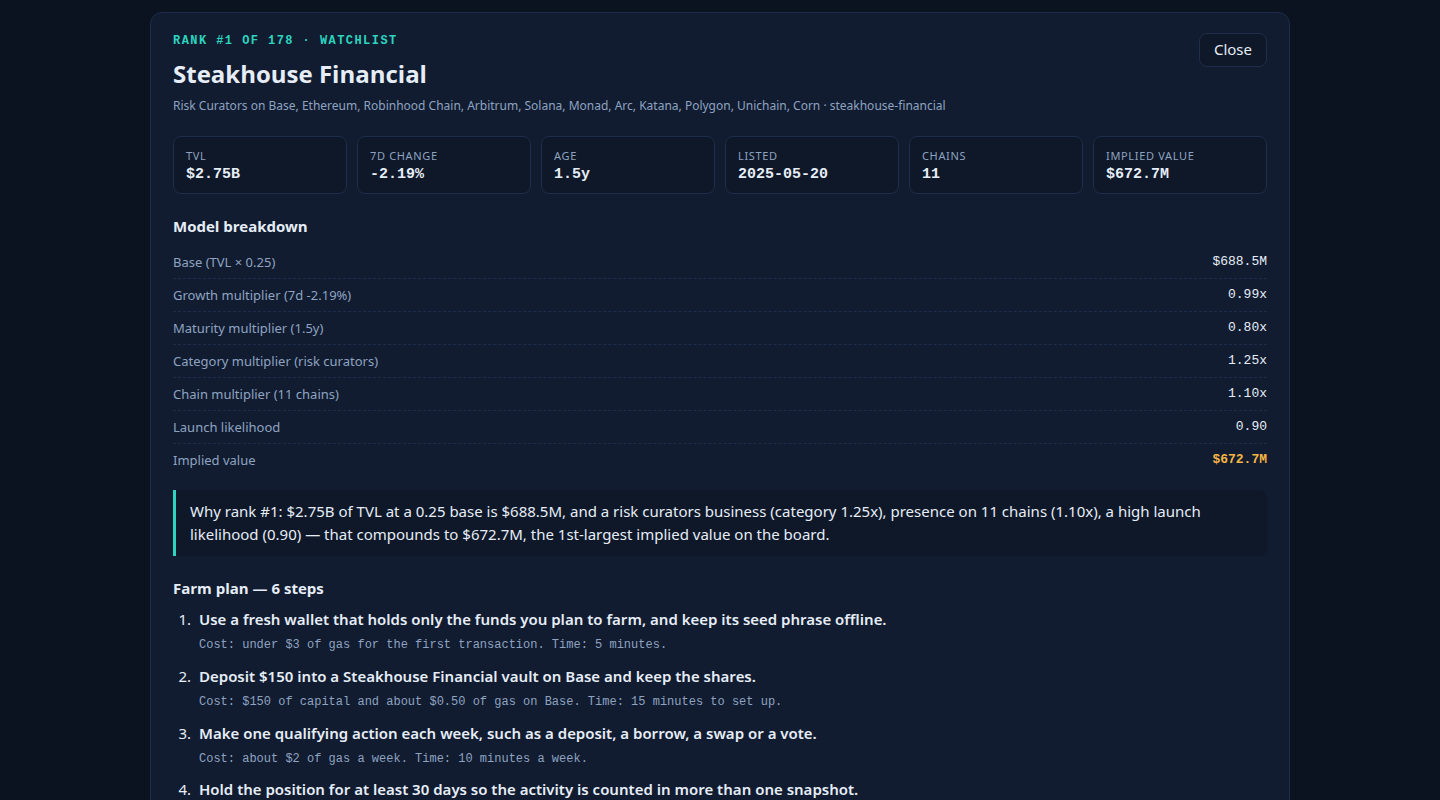 RANK #1 OF 178 · WATCHLIST
Close
Steakhouse Financial
Risk Curators on Base, Ethereum, Robinhood Chain, Arbitrum, Solana, Monad, Arc, Katana, Polygon, Unichain, Corn · steakhouse-financial
TVL
$2.75B
7D CHANGE
-2.19%
AGE
1.5y
LISTED
2025-05-20
CHAINS
11
IMPLIED VALUE
$672.7M
Model breakdown
Base (TVL × 0.25) $688.5M
Growth multiplier (7d -2.19%) 0.99x
Maturity multiplier (1.5y) 0.80x
Category multiplier (risk curators) 1.25x
Chain multiplier (11 chains) 1.10x
Launch likelihood 0.90
Implied value $672.7M
Why rank #1: $2.75B of TVL at a 0.25 base is $688.5M, and a risk curators business (category 1.25x), presence on 11 chains (1.10x), a high launch
likelihood (0.90) — that compounds to $672.7M, the 1st-largest implied value on the board.
Farm plan — 6 steps
1. Use a fresh wallet that holds only the funds you plan to farm, and keep its seed phrase offline.
Cost: under $3 of gas for the first transaction. Time: 5 minutes.
2. Deposit $150 into a Steakhouse Financial vault on Base and keep the shares.
Cost: $150 of capital and about $0.50 of gas on Base. Time: 15 minutes to set up.
3. Make one qualifying action each week, such as a deposit, a borrow, a swap or a vote.
Cost: about $2 of gas a week. Time: 10 minutes a week.
4. Hold the position for at least 30 days so the activity is counted in more than one snapshot.